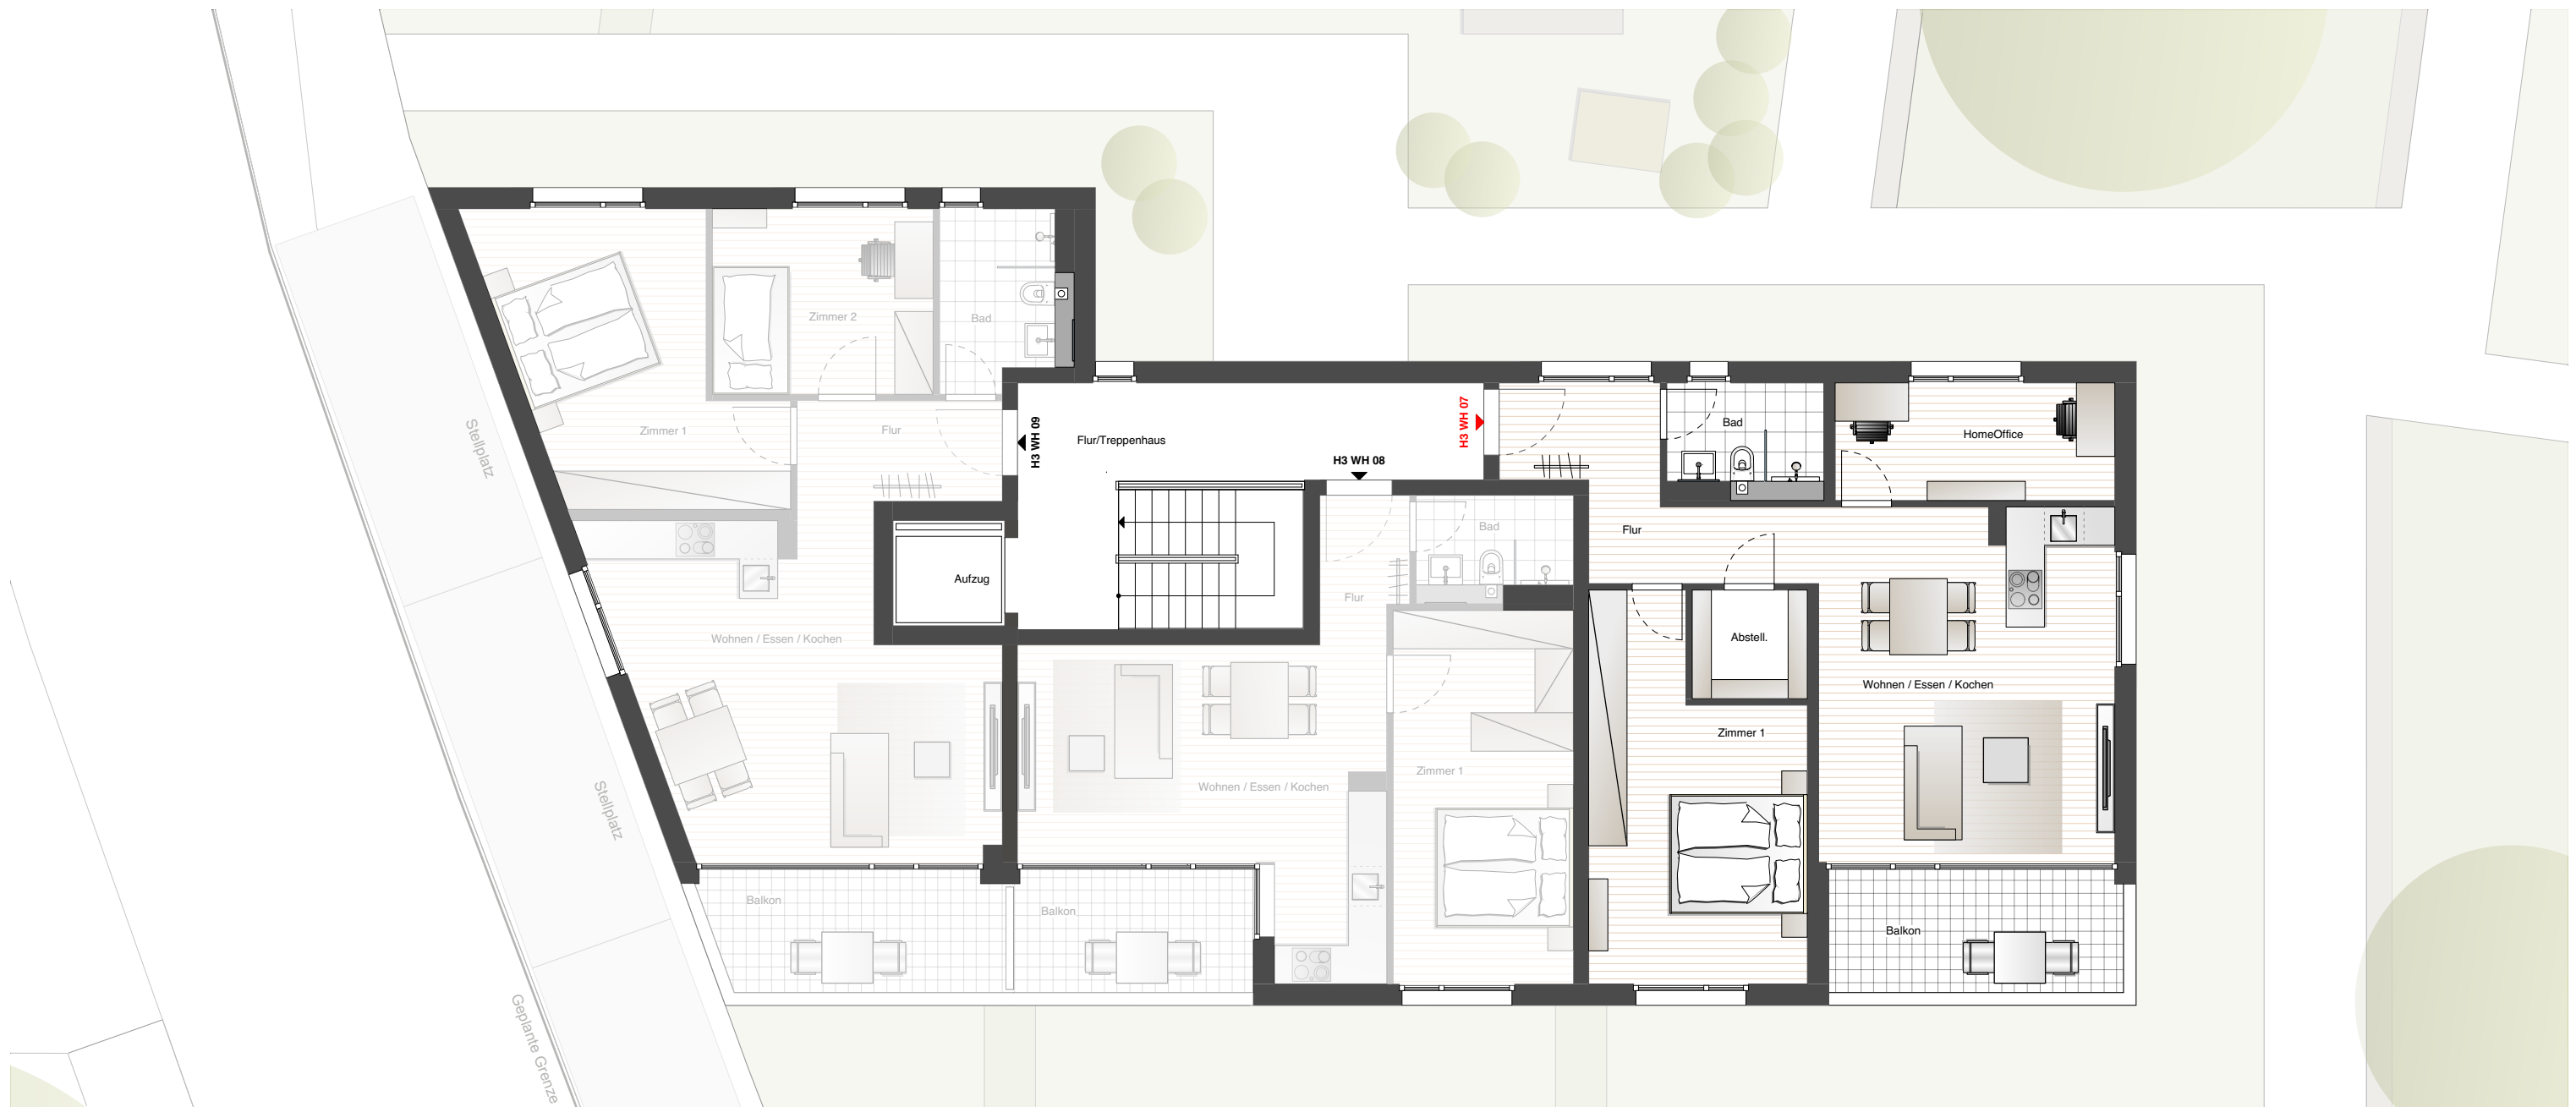 Zimmer 2
Bad
Zimmer 1
Flur
H3 WH 09
Flur/Treppenhaus
H3 WH 07
H3 WH 08
Bad
HomeOffice
Stellplatz
Bad
Flur
Aufzug
Flur
Abstell.
Wohnen / Essen / Kochen
Wohnen / Essen / Kochen
Zimmer 1
Zimmer 1
Wohnen / Essen / Kochen
Stellplatz
Balkon
Balkon
Balkon
Geplante Grenze